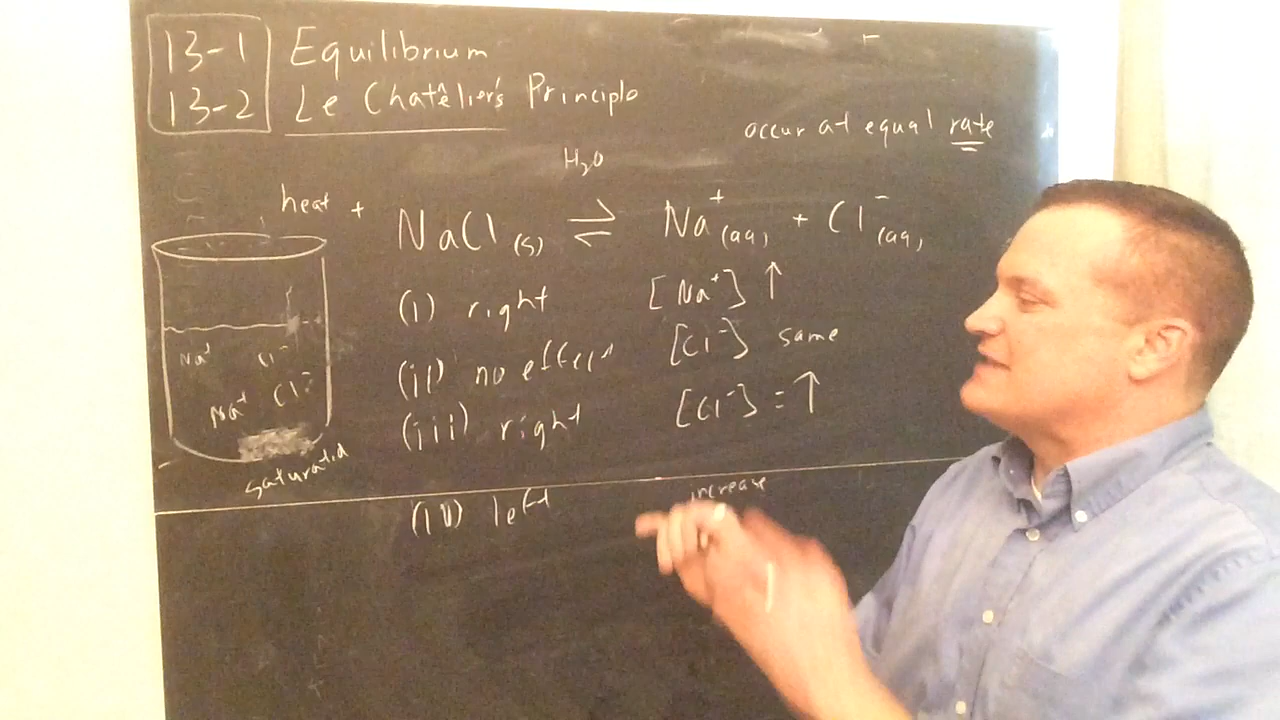 13-1 Equilibrium
13-2 Le Chatêlier's Principle
occur at equal rate
H₂O
heat + NaCl (s) ⇌ Na⁺ (aq) + Cl⁻ (aq)
(i) right [Na⁺] ↑
(ii) no effect [Cl⁻] same
(iii) right [Cl⁻] = ↑
Na⁺ Cl⁻
Na⁺ Cl⁻
saturated
(iv) left increase